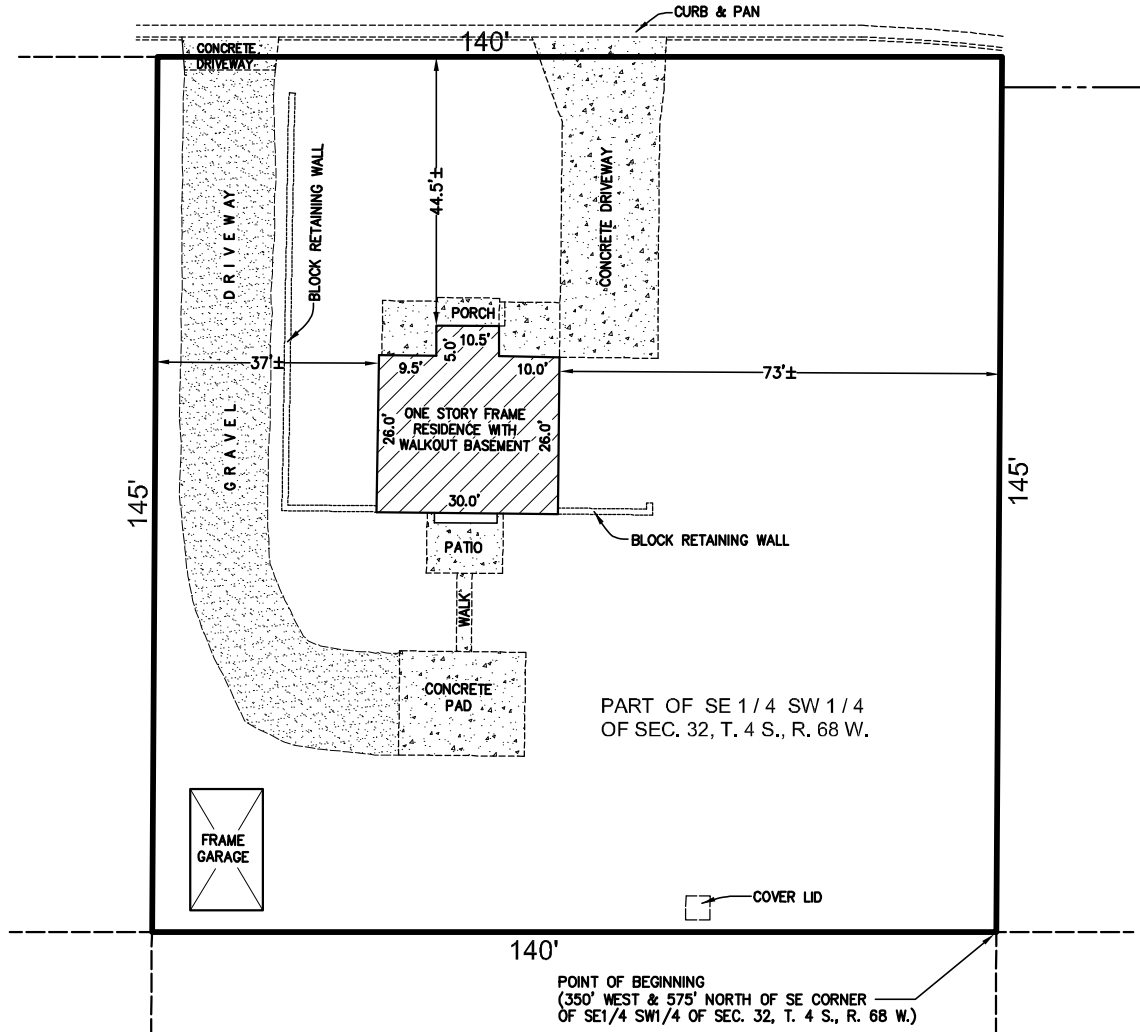 CURB & PAN
CONCRETE
DRIVEWAY
140'
GRAVEL DRIVEWAY
BLOCK RETAINING WALL
44.5'±
CONCRETE DRIVEWAY
PORCH
10.5'
5.0'
37'±
9.5'
10.0'
73'±
ONE STORY FRAME
RESIDENCE WITH
WALKOUT BASEMENT
26.0'
26.0'
30.0'
145'
145'
BLOCK RETAINING WALL
PATIO
WALK
CONCRETE
PAD
PART OF SE 1/4 SW 1/4
OF SEC. 32, T. 4 S., R. 68 W.
FRAME
GARAGE
COVER LID
140'
POINT OF BEGINNING
(350' WEST & 575' NORTH OF SE CORNER
OF SE1/4 SW1/4 OF SEC. 32, T. 4 S., R. 68 W.)